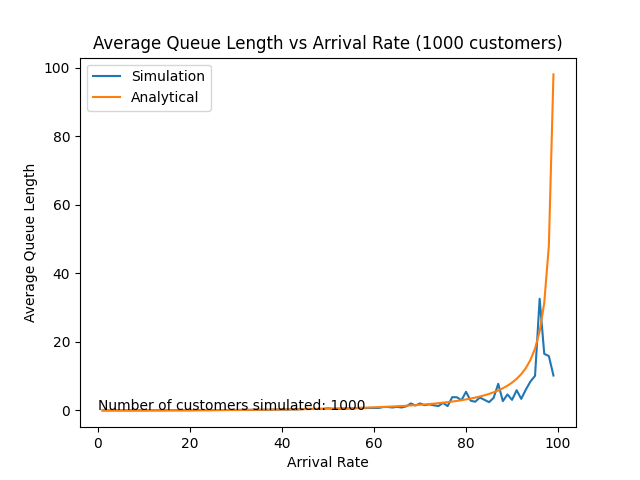 Average Queue Length vs Arrival Rate (1000 customers)
Simulation
Analytical
100
80
60
40
20
0
Average Queue Length
Number of customers simulated: 1000
0 20 40 60 80 100
Arrival Rate